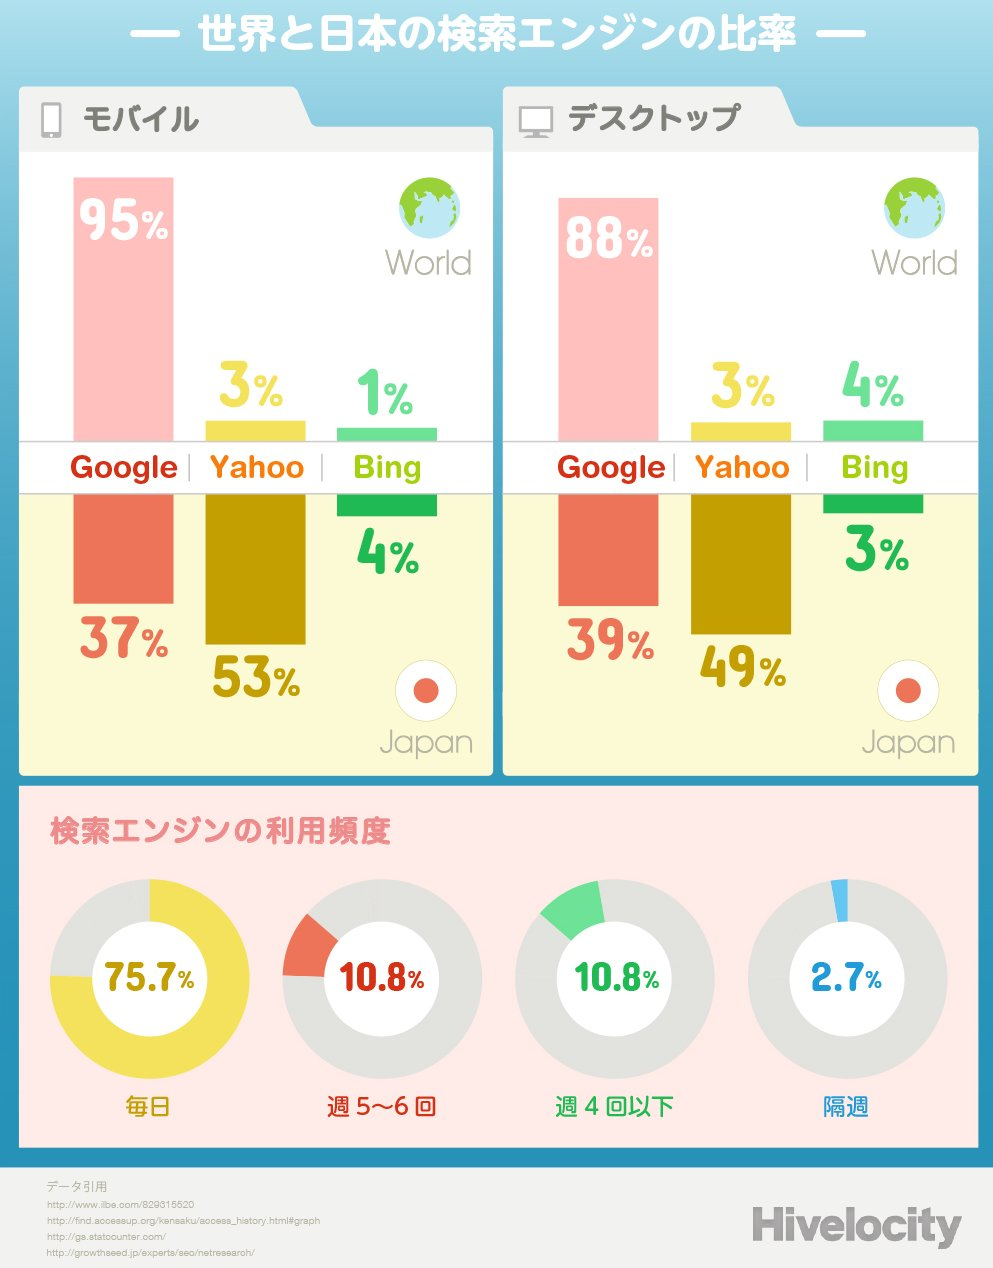 世界と日本の検索エンジンの比率
モバイル
95%
World
3%
1%
Google Yahoo Bing
37%
53%
4%
Japan
デスクトップ
88%
World
3%
4%
Google Yahoo Bing
39%
49%
3%
Japan
検索エンジンの利用頻度
75.7% 10.8% 10.8% 2.7%
毎日 週5〜6回 週4回以下 隔週
データ引用
http://www.ilbe.com/829315520
http://find.accessup.org/kensaku/access_history.html#graph
http://gs.statcounter.com/
http://growthseed.jp/experts/seo/netresearch/
Hivelocity